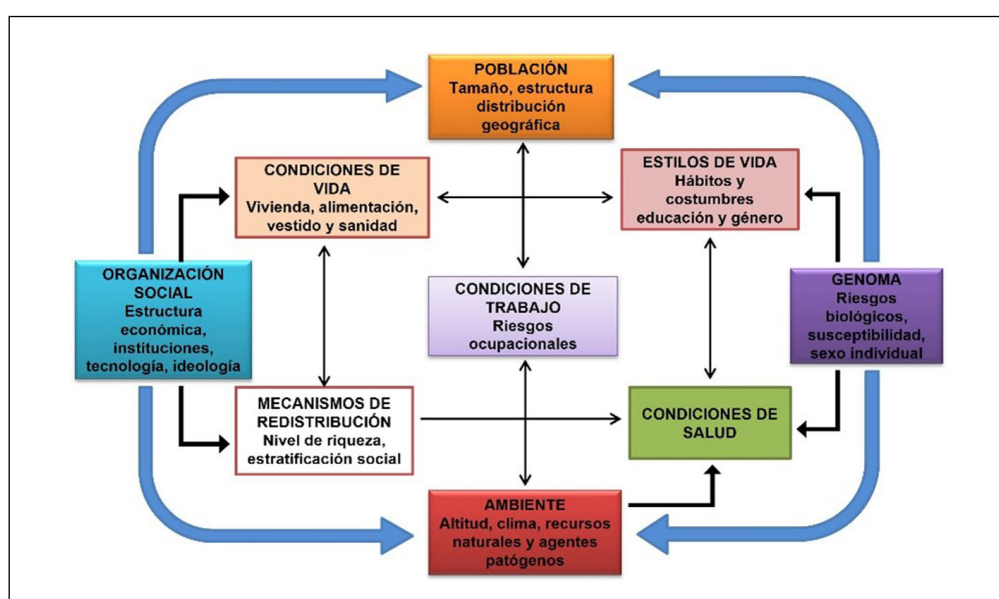 POBLACIÓN
Tamaño, estructura
distribución
geográfica
CONDICIONES DE
VIDA
Vivienda, alimentación,
vestido y sanidad
ESTILOS DE VIDA
Hábitos y
costumbres
educación y género
ORGANIZACIÓN
SOCIAL
Estructura
económica,
instituciones,
tecnología, ideología
CONDICIONES DE
TRABAJO
Riesgos
ocupacionales
GENOMA
Riesgos
biológicos,
susceptibilidad,
sexo individual
MECANISMOS DE
REDISTRIBUCIÓN
Nivel de riqueza,
estratificación social
CONDICIONES DE
SALUD
AMBIENTE
Altitud, clima, recursos
naturales y agentes
patógenos